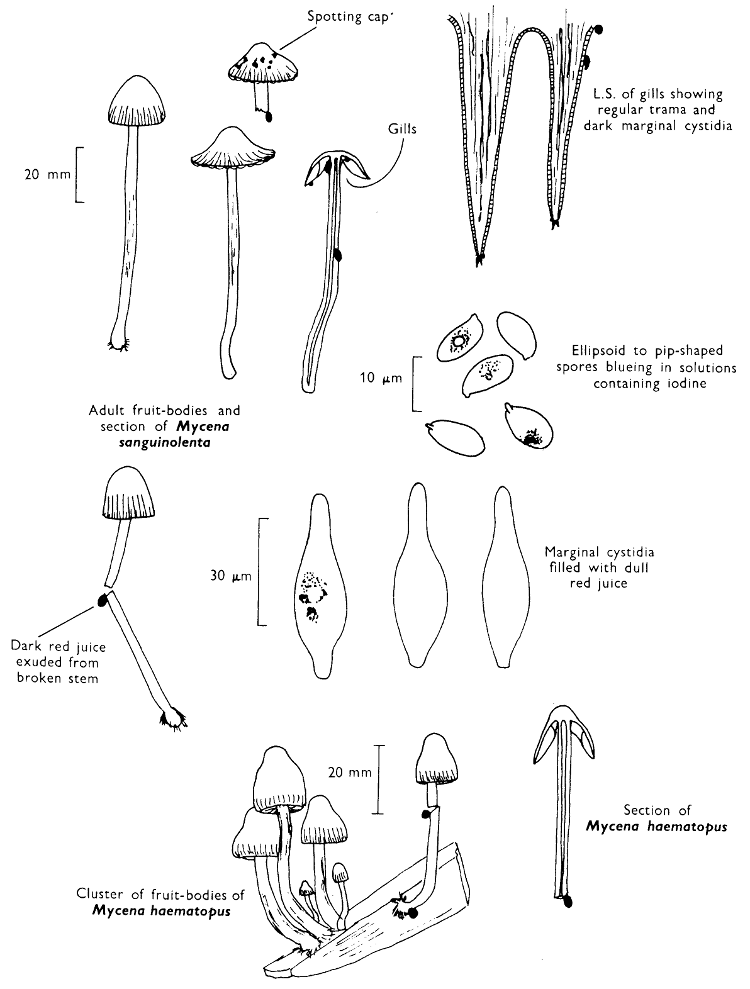 Spotting cap
L.S. of gills showing
regular trama and
dark marginal cystidia
Gills
20 mm
Ellipsoid to pip-shaped
spores blueing in solutions
containing iodine
10 μm
Adult fruit-bodies and
section of Mycena
sanguinolenta
Marginal cystidia
filled with dull
red juice
30 μm
Dark red juice
exuded from
broken stem
20 mm
Section of
Mycena haematopus
Cluster of fruit-bodies of
Mycena haematopus